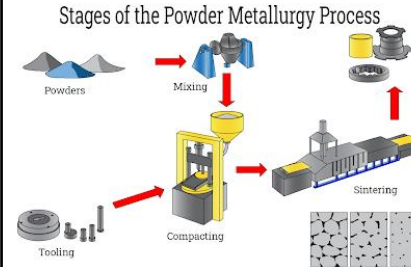 Stages of the Powder Metallurgy Process
Powders
Mixing
Sintering
Compacting
Tooling